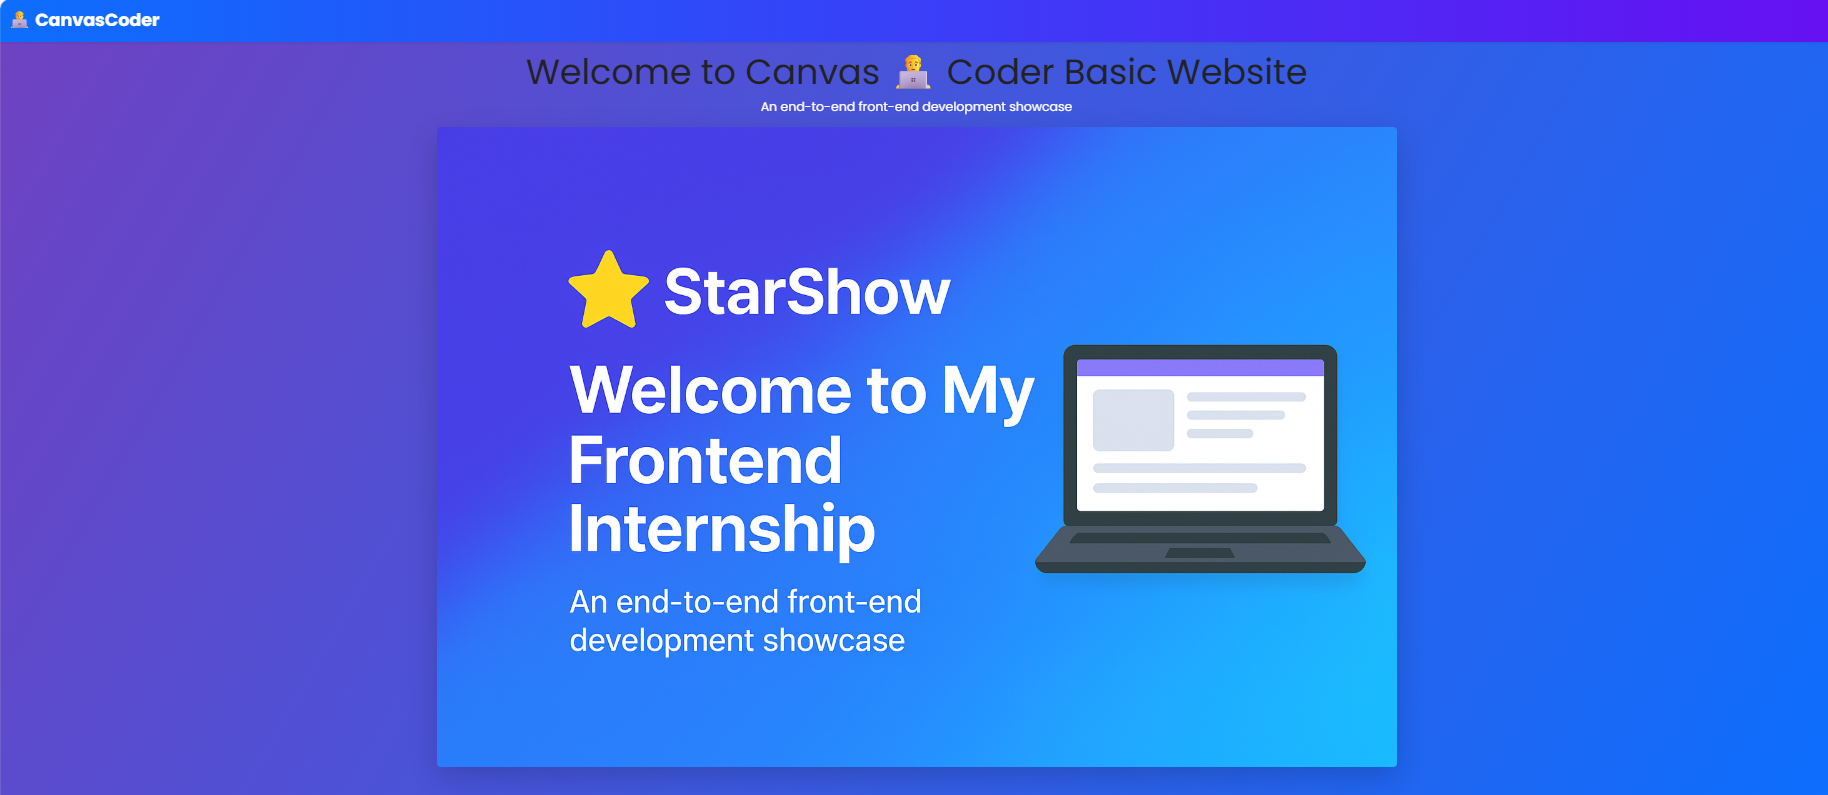 🧑‍💻 CanvasCoder
Welcome to Canvas 🧑‍💻 Coder Basic Website
An end-to-end front-end development showcase
StarShow
Welcome to My
Frontend
Internship
An end-to-end front-end
development showcase